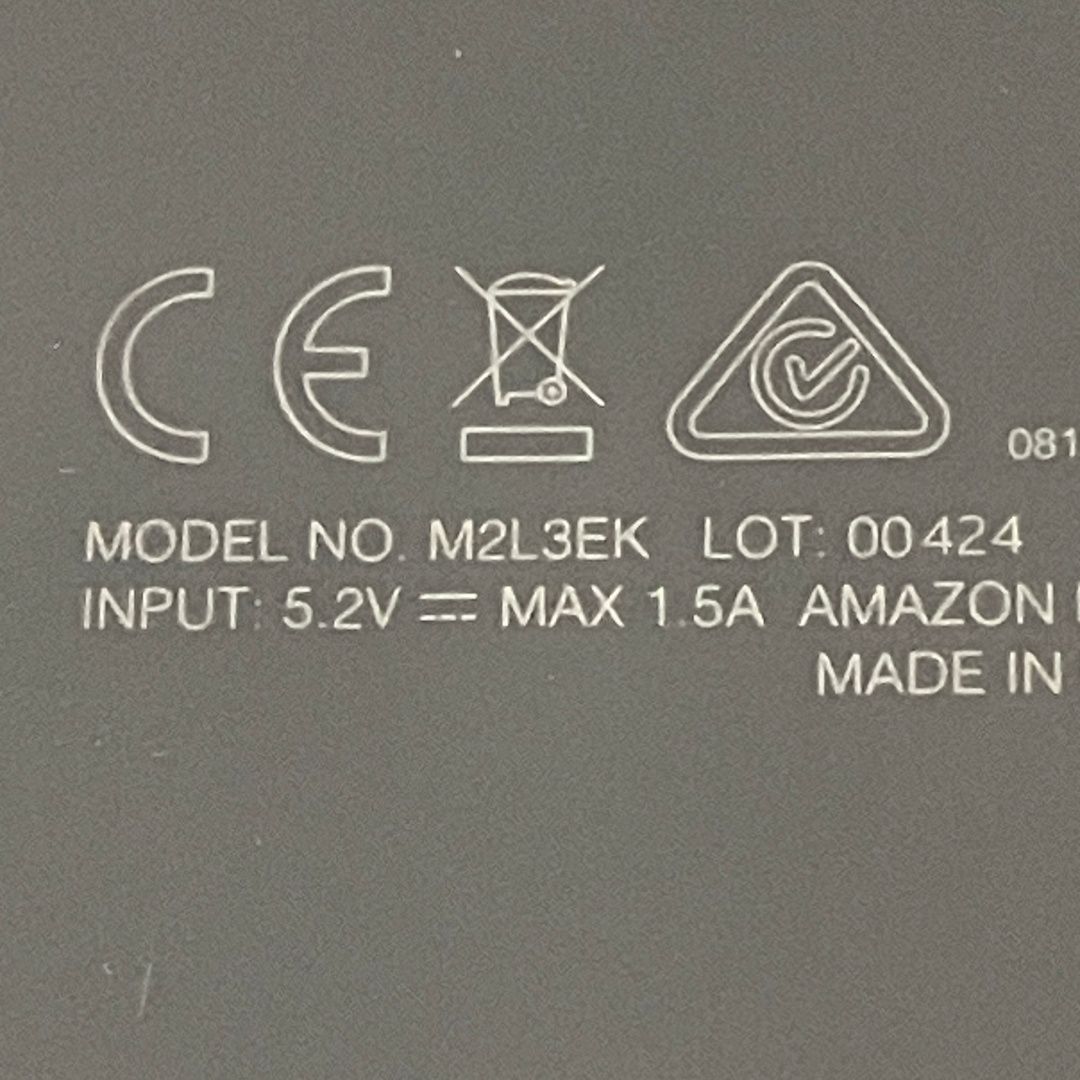 CE
081
MODEL NO. M2L3EK LOT: 00424
INPUT: 5.2V ⎓ MAX 1.5A AMAZON
MADE IN